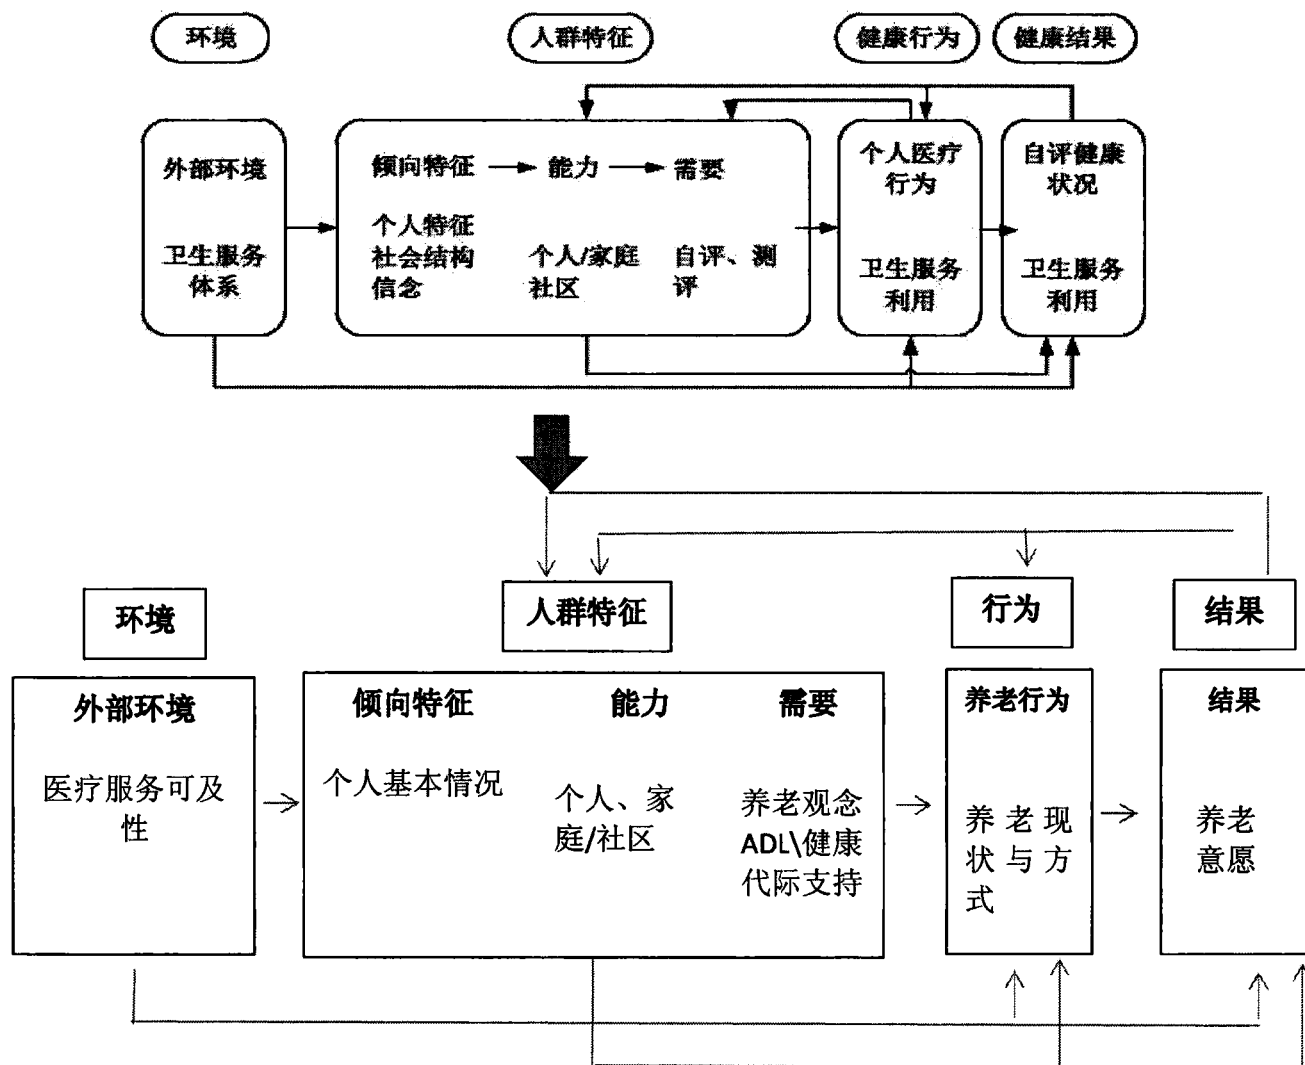 环境
人群特征
健康行为
健康结果
外部环境
卫生服务
体系
倾向特征
能力
需要
个人特征
社会结构
信念
个人/家庭
社区
自评、测
评
个人医疗
行为
卫生服务
利用
自评健康
状况
卫生服务
利用
环境
人群特征
行为
结果
外部环境
医疗服务可及
性
倾向特征
能力
需要
个人基本情况
个人、家
庭/社区
养老观念
ADL\健康
代际支持
养老行为
养老现
状与方
式
结果
养老
意愿